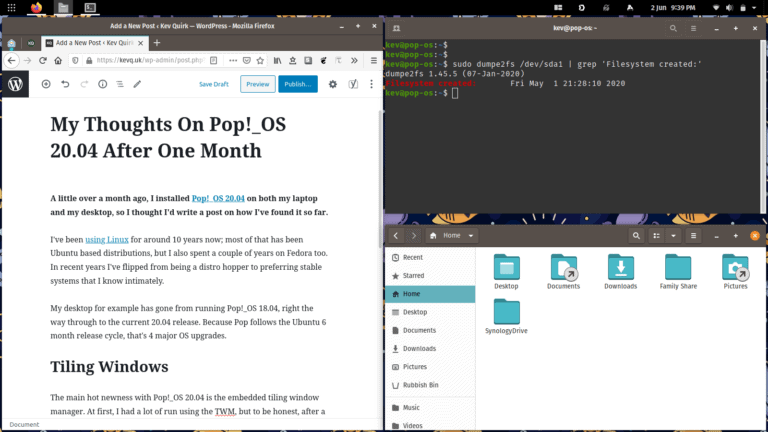 2 Jun 9:39 PM
Add a New Post ‹ Kev Quirk — WordPress - Mozilla Firefox
Add a New Post ‹ Kev Quirk
https://kevq.uk/wp-admin/post.php
Save Draft
Preview
Publish...
My Thoughts On Pop!_OS
20.04 After One Month
A little over a month ago, I installed Pop!_OS 20.04 on both my laptop
and my desktop, so I thought I'd write a post on how I've found it so far.
I've been using Linux for around 10 years now; most of that has been
Ubuntu based distributions, but I also spent a couple of years on Fedora too.
In recent years I've flipped from being a distro hopper to preferring stable
systems that I know intimately.
My desktop for example has gone from running Pop!_OS 18.04, right
the way through to the current 20.04 release. Because Pop follows the Ubuntu 6
month release cycle, that's 4 major OS upgrades.
Tiling Windows
The main hot newness with Pop!_OS 20.04 is the embedded tiling window
manager. At first, I had a lot of run using the TWM, but to be honest, after a
Document
kev@pop-os:~
kev@pop-os:~$
kev@pop-os:~$
kev@pop-os:~$ sudo dumpe2fs /dev/sda1 | grep 'Filesystem created:'
dumpe2fs 1.45.5 (07-Jan-2020)
Filesystem created: Fri May 1 21:28:10 2020
kev@pop-os:~$
Home
Recent
Starred
Home
Desktop
Documents
Downloads
Pictures
Rubbish Bin
Music
Videos
Desktop
Documents
Downloads
Family Share
Pictures
SynologyDrive